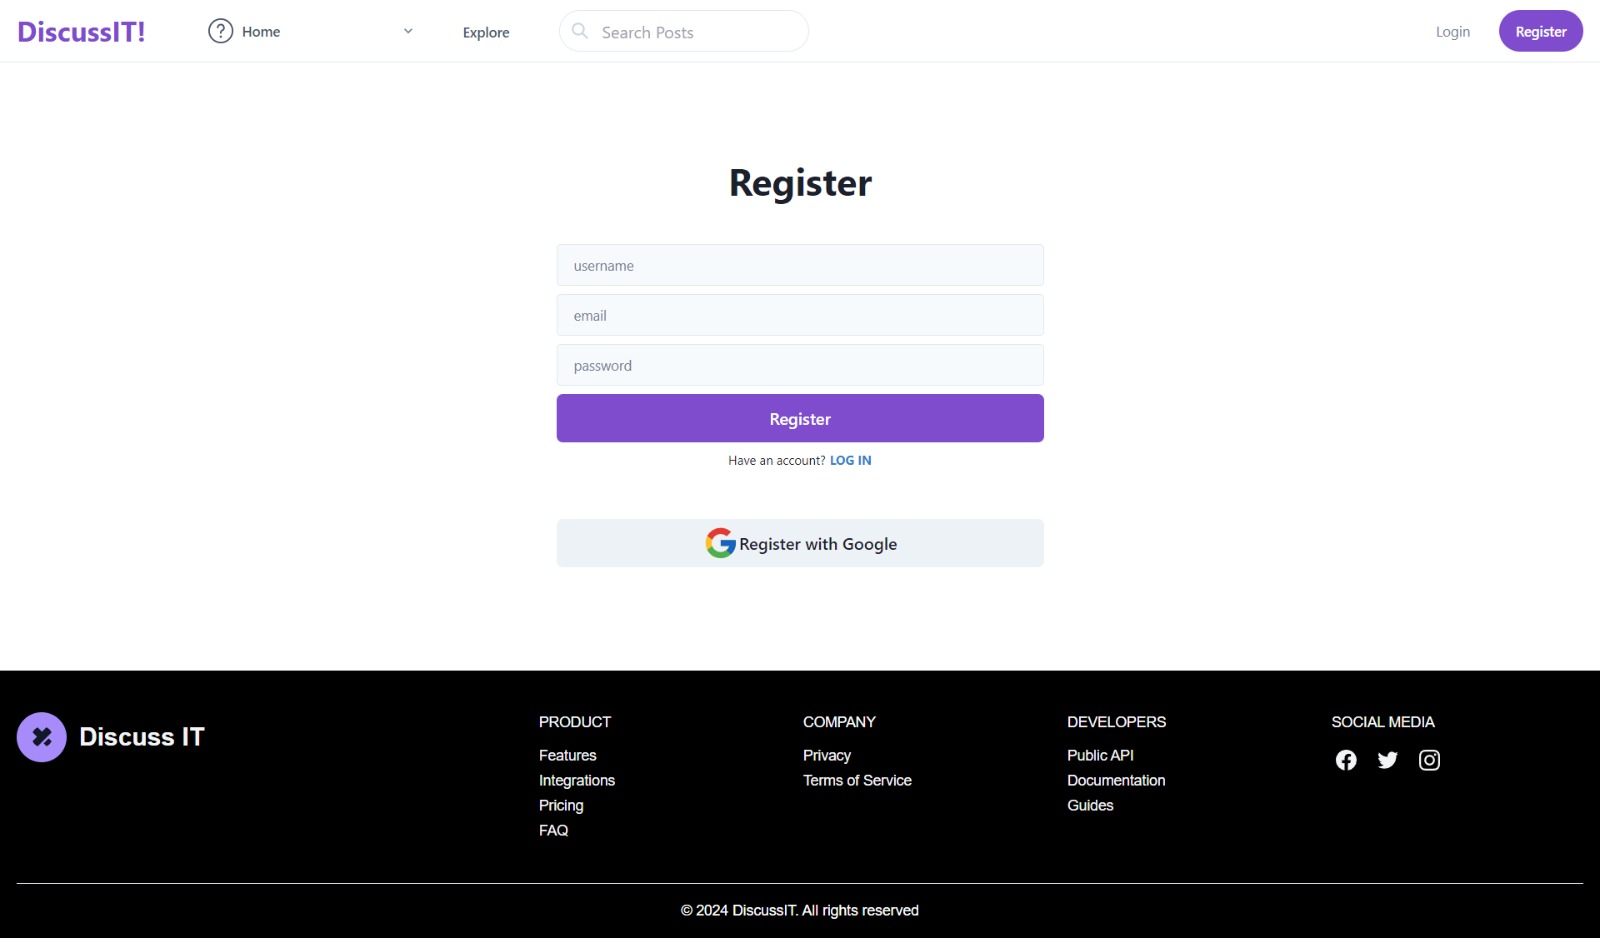 DiscussIT!
? Home
Explore
Search Posts
Login
Register
Register
username
email
password
Register
Have an account? LOG IN
Register with Google
Discuss IT
PRODUCT
Features
Integrations
Pricing
FAQ
COMPANY
Privacy
Terms of Service
DEVELOPERS
Public API
Documentation
Guides
SOCIAL MEDIA
© 2024 DiscussIT. All rights reserved